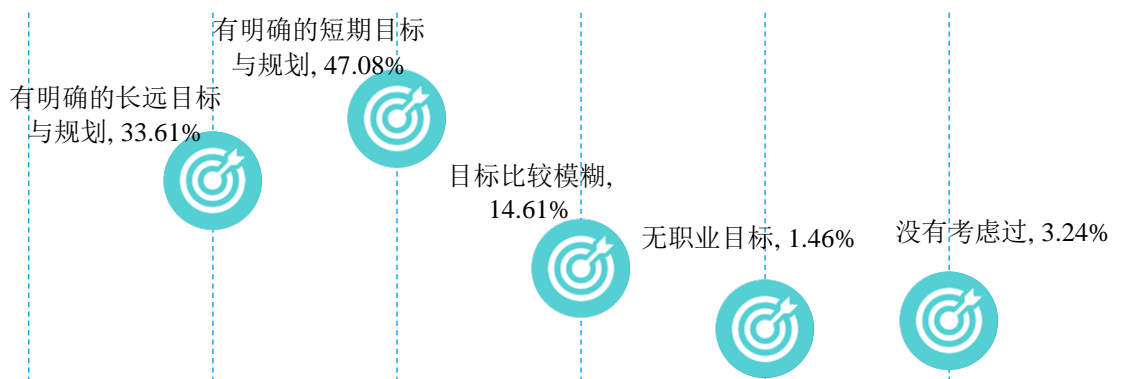 有明确的长远目标
与规划, 33.61%
有明确的短期目标
与规划, 47.08%
目标比较模糊,
14.61%
无职业目标, 1.46%
没有考虑过, 3.24%